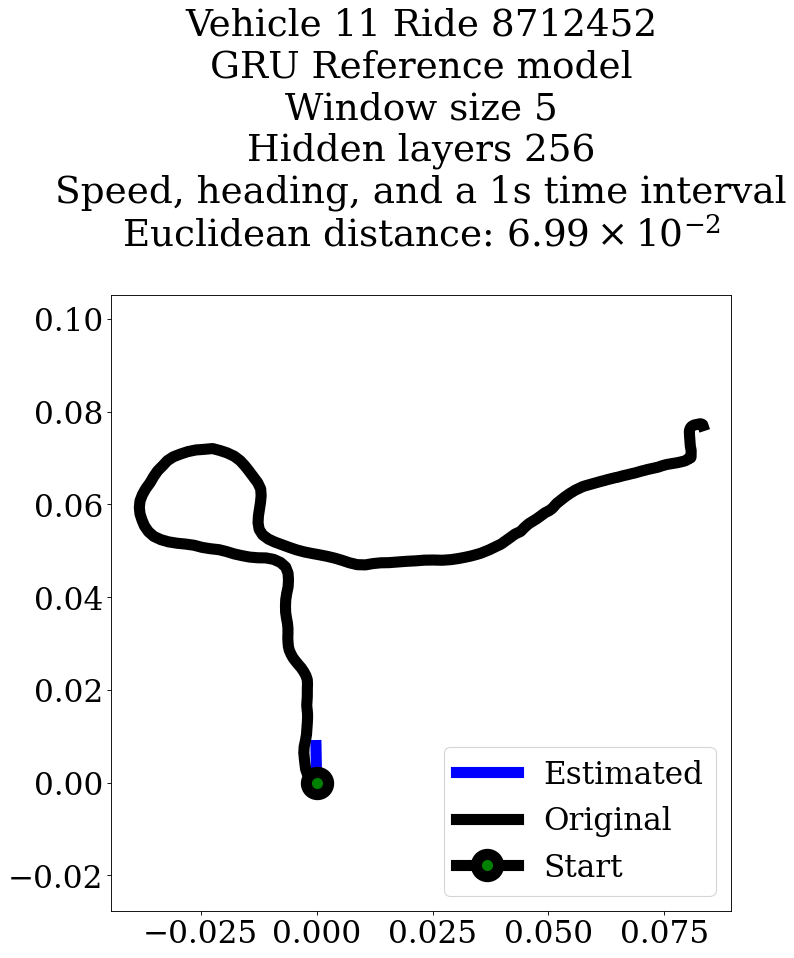 Vehicle 11 Ride 8712452
GRU Reference model
Window size 5
Hidden layers 256
Speed, heading, and a 1s time interval
Euclidean distance: 6.99 × 10⁻²
0.10
0.08
0.06
0.04
0.02
0.00
−0.02
Estimated
Original
Start
−0.025 0.000 0.025 0.050 0.075